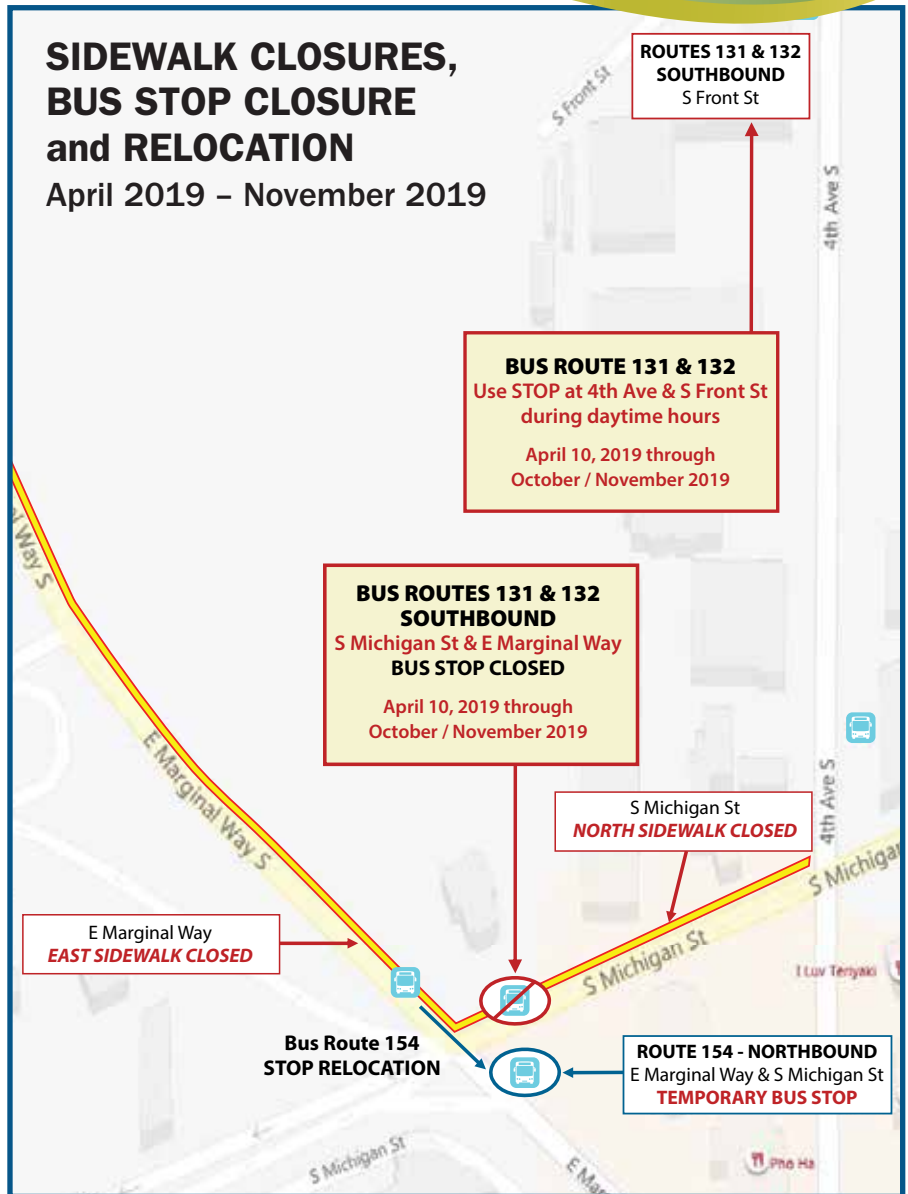 SIDEWALK CLOSURES,
BUS STOP CLOSURE
and RELOCATION
April 2019 – November 2019
ROUTES 131 & 132
SOUTHBOUND
S Front St
S Front St
4th Ave S
BUS ROUTE 131 & 132
Use STOP at 4th Ave & S Front St
during daytime hours
April 10, 2019 through
October / November 2019
al Way S
BUS ROUTES 131 & 132
SOUTHBOUND
S Michigan St & E Marginal Way
BUS STOP CLOSED
April 10, 2019 through
October / November 2019
E Marginal Way S
4th Ave S
S Michigan St
NORTH SIDEWALK CLOSED
S Michigan
E Marginal Way
EAST SIDEWALK CLOSED
S Michigan St
I Luv Teriyaki
Bus Route 154
STOP RELOCATION
ROUTE 154 - NORTHBOUND
E Marginal Way & S Michigan St
TEMPORARY BUS STOP
S Michigan St
E Mar
Pho Ha